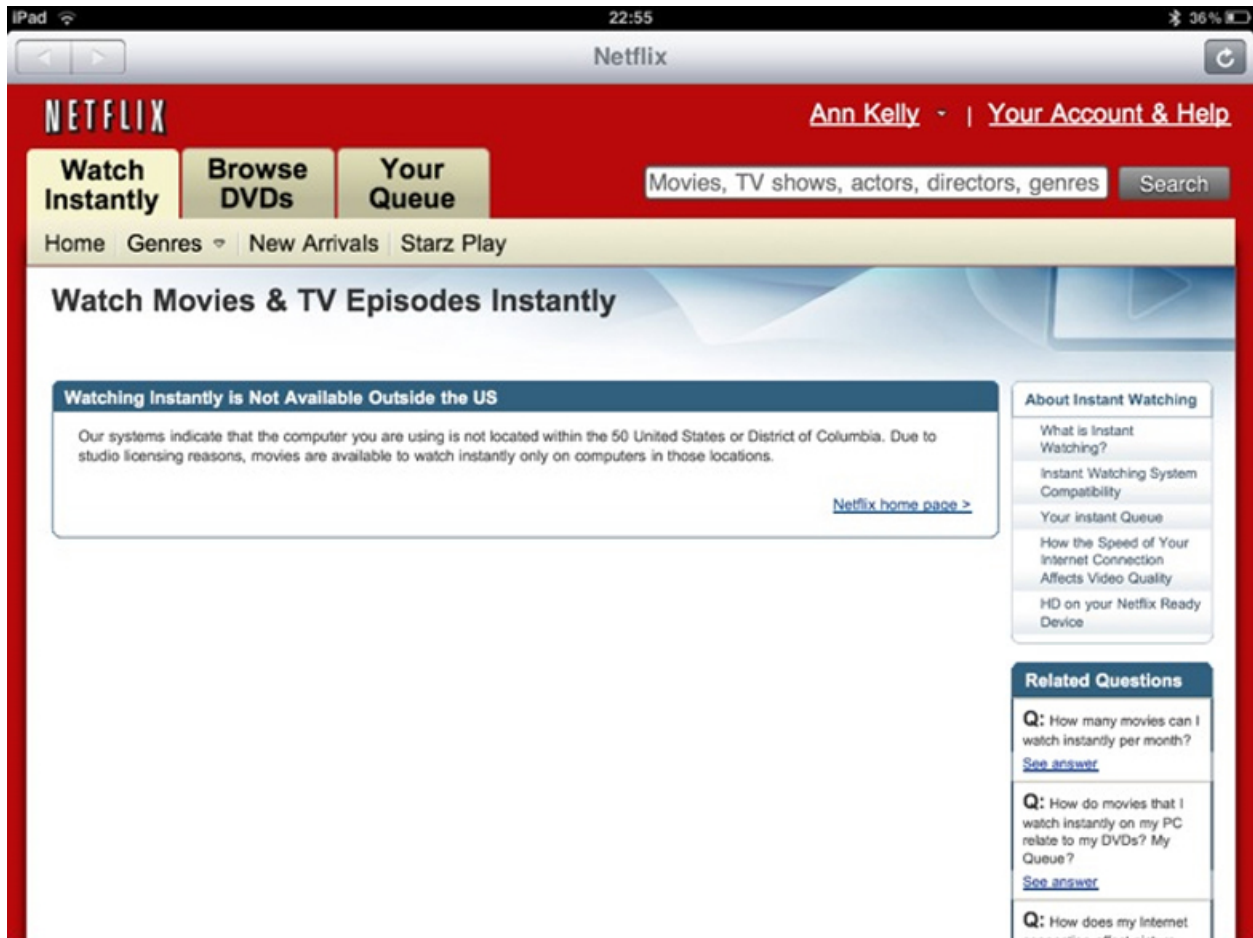 iPad 22:55 36%
Netflix
NETFLIX
Ann Kelly | Your Account & Help
Watch Instantly
Browse DVDs
Your Queue
Movies, TV shows, actors, directors, genres Search
Home Genres New Arrivals Starz Play
Watch Movies & TV Episodes Instantly
Watching Instantly is Not Available Outside the US
Our systems indicate that the computer you are using is not located within the 50 United States or District of Columbia. Due to
studio licensing reasons, movies are available to watch instantly only on computers in those locations.
Netflix home page >
About Instant Watching
What is Instant
Watching?
Instant Watching System
Compatibility
Your instant Queue
How the Speed of Your
Internet Connection
Affects Video Quality
HD on your Netflix Ready
Device
Related Questions
Q: How many movies can I
watch instantly per month?
See answer
Q: How do movies that I
watch instantly on my PC
relate to my DVDs? My
Queue?
See answer
Q: How does my Internet